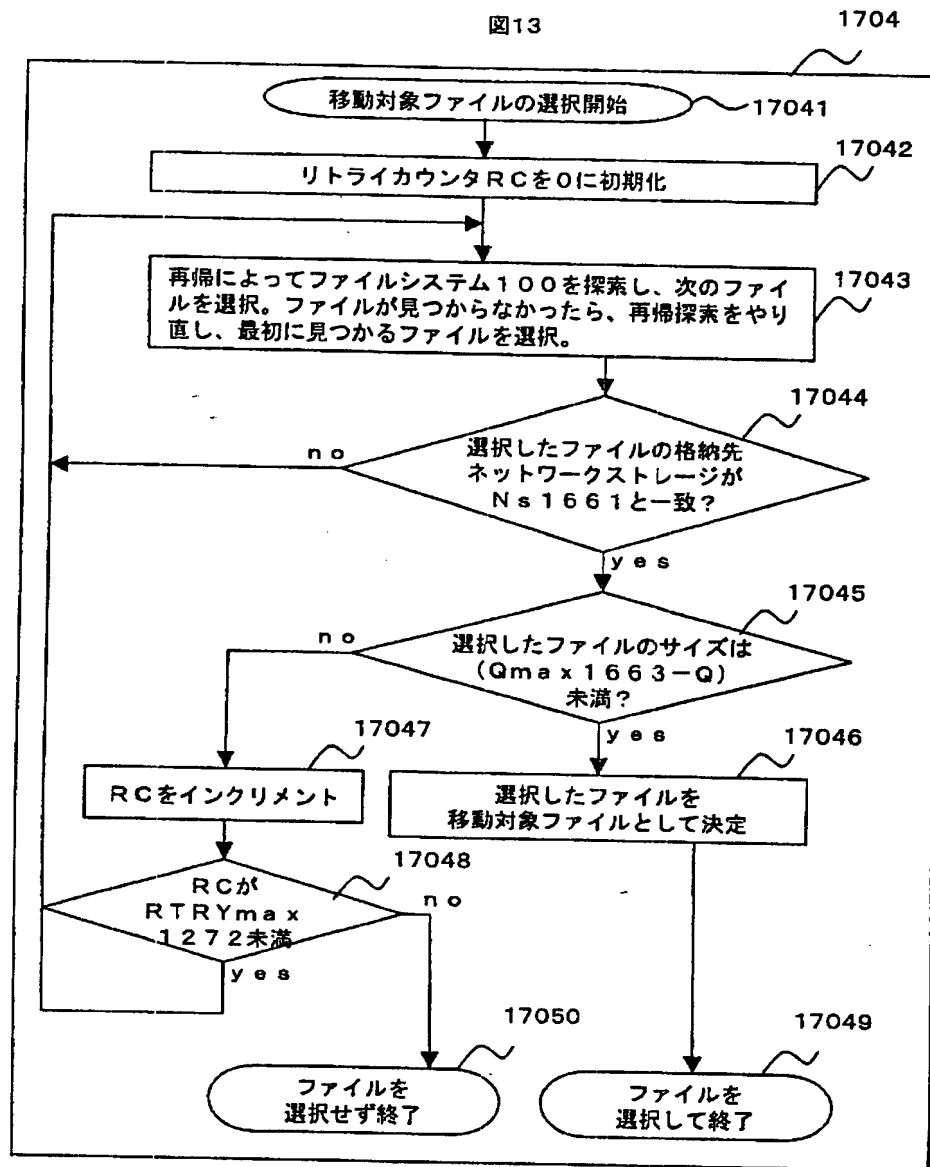 図13
1704
移動対象ファイルの選択開始
17041
17042
リトライカウンタRCを0に初期化
再帰によってファイルシステム100を探索し、次のファイ
ルを選択。ファイルが見つからなかったら、再帰探索をやり
直し、最初に見つかるファイルを選択。
17043
17044
no
選択したファイルの格納先
ネットワークストレージが
Ns1661と一致?
yes
17045
no
選択したファイルのサイズは
(Qmax1663-Q)
未満?
yes
17047
17046
RCをインクリメント
選択したファイルを
移動対象ファイルとして決定
17048
RCが
RTRYmax
1272未満
no
yes
17050
17049
ファイルを
選択せず終了
ファイルを
選択して終了